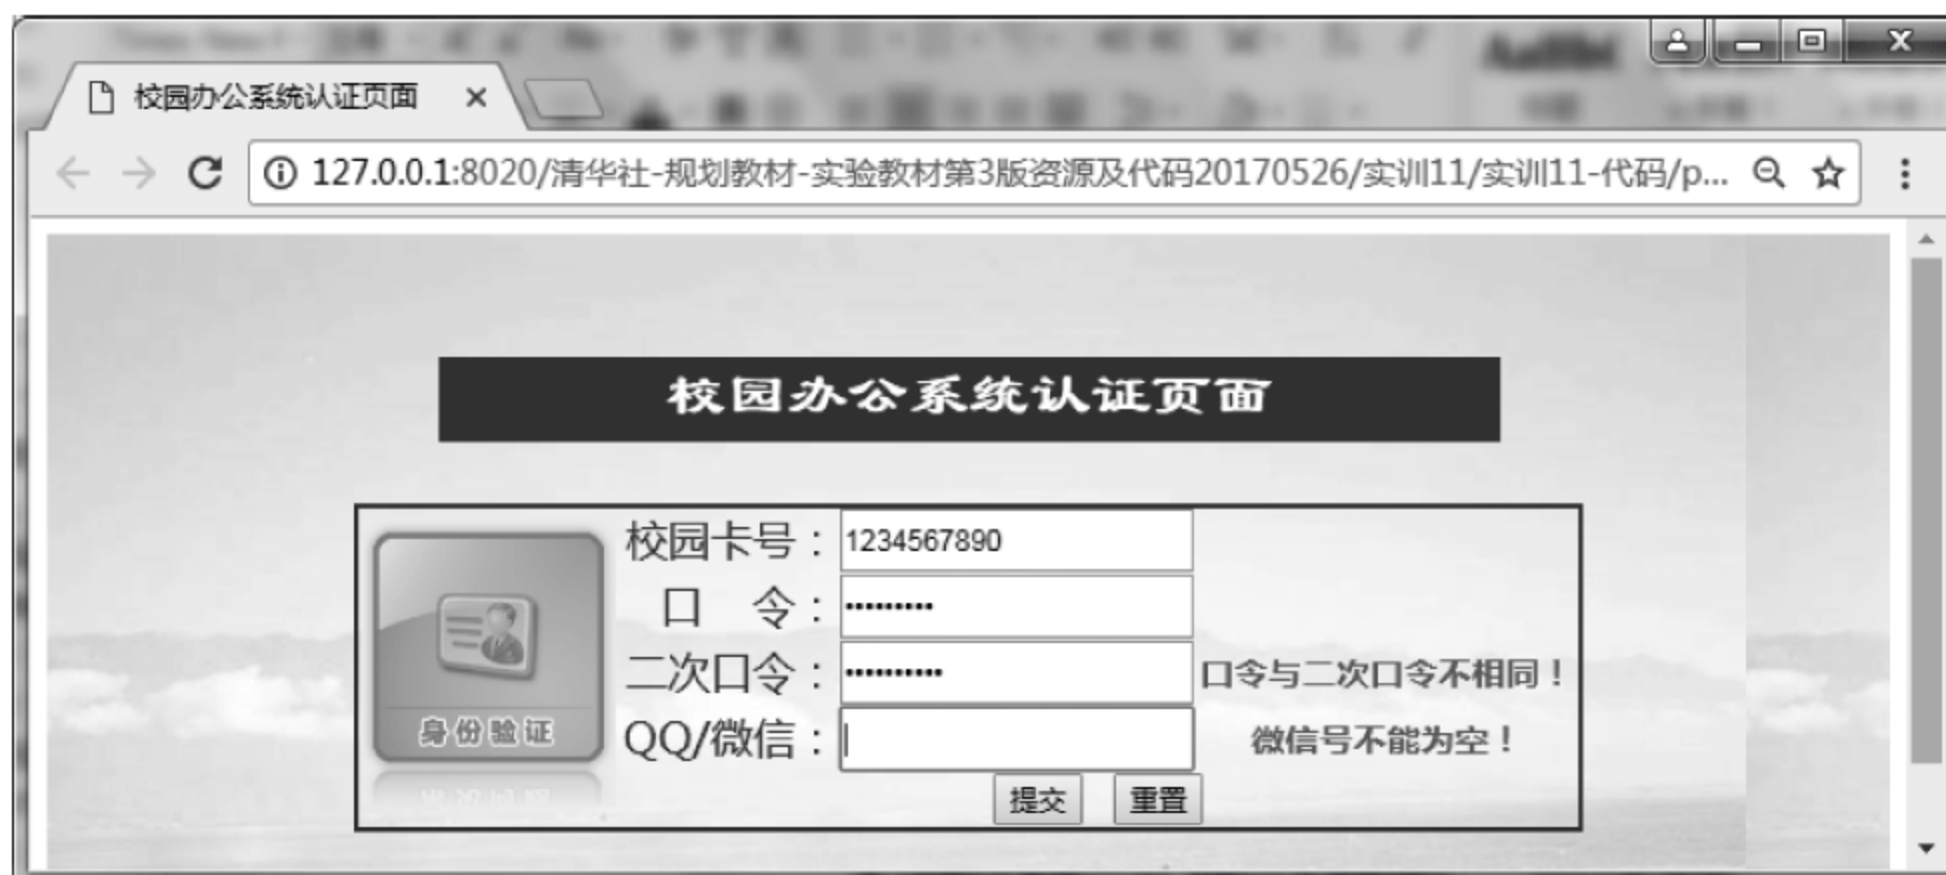 校园办公系统认证页面
127.0.0.1:8020/清华社-规划教材-实验教材第3版资源及代码20170526/实训11/实训11-代码/p...
校园办公系统认证页面
校园卡号： 1234567890
口 令： •••••••••
二次口令： •••••••••• 口令与二次口令不相同！
QQ/微信： 微信号不能为空！
身份验证
提交 重置